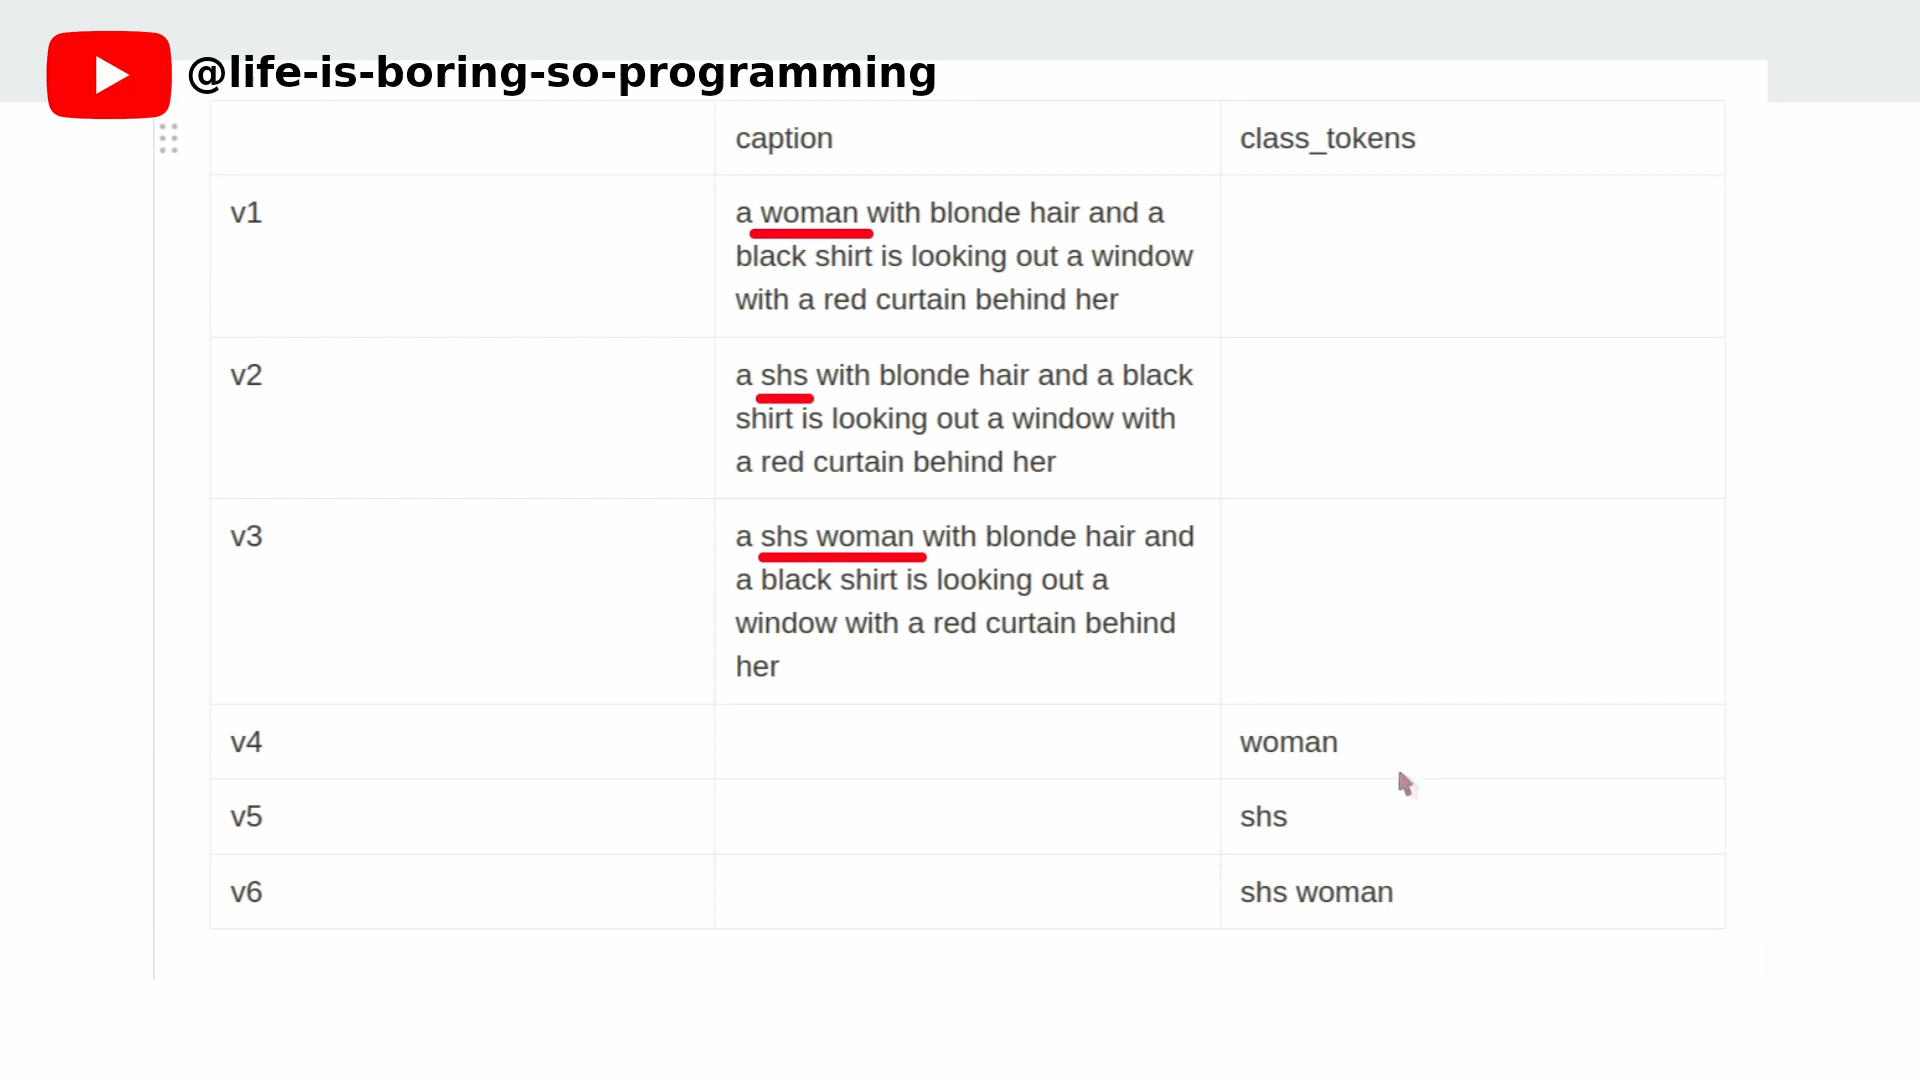 @life-is-boring-so-programming
caption
class_tokens
v1
a woman with blonde hair and a
black shirt is looking out a window
with a red curtain behind her
v2
a shs with blonde hair and a black
shirt is looking out a window with
a red curtain behind her
v3
a shs woman with blonde hair and
a black shirt is looking out a
window with a red curtain behind
her
v4
woman
v5
shs
v6
shs woman